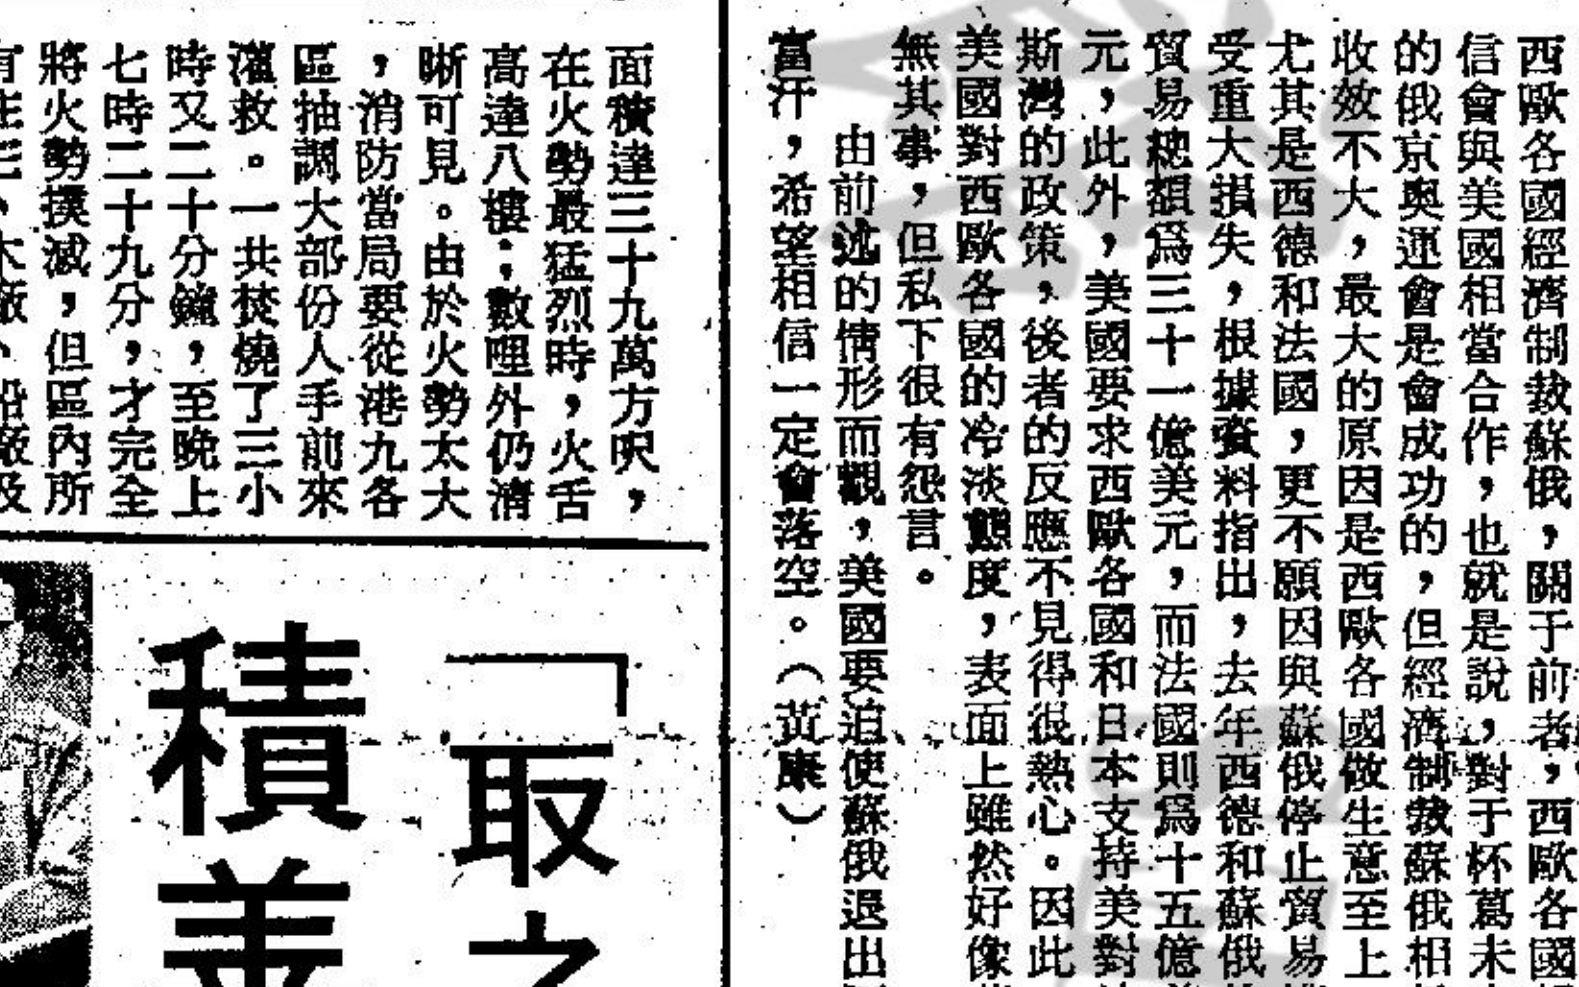 西歐各國經濟制裁蘇俄，關于前者，西歐各國
信會與美國相當合作，也就是說，對于杯葛未
的俄京奧運會是會成功的，但經濟制裁蘇俄相
收效不大，最大的原因是西歐各國做生意至上
尤其是西德和法國，更不願因與蘇俄停止貿易
受重大損失，根據資料指出，去年西德和蘇俄
貿易總額爲三十一億美元，而法國則爲十五億
元，此外，美國要求西歐各國和日本支持美對
斯灣的政策，後者的反應不見得很熱心。因此
美國對西歐各國的冷淡態度，表面上雖然好像
無其事，但私下很有怨言。
由前述的情形而觀，美國要迫使蘇俄退出
富汗，希望相信一定會落空。（黃康）
面積達三十九萬方呎，
在火勢最猛烈時，火舌
高達八樓；數哩外仍清
晰可見。由於火勢太大
，消防當局要從港九各
區抽調大部份人手前來
灌救。一共焚燒了三小
時又二十分鐘，至晚上
七時二十九分，才完全
將火勢撲滅，但區內所
「取之
積善